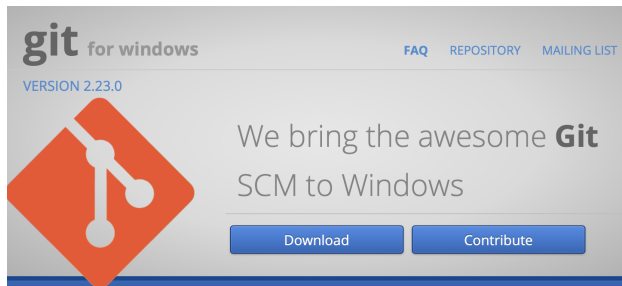 git for windows
FAQ REPOSITORY MAILING LIST
VERSION 2.23.0
We bring the awesome Git
SCM to Windows
Download Contribute